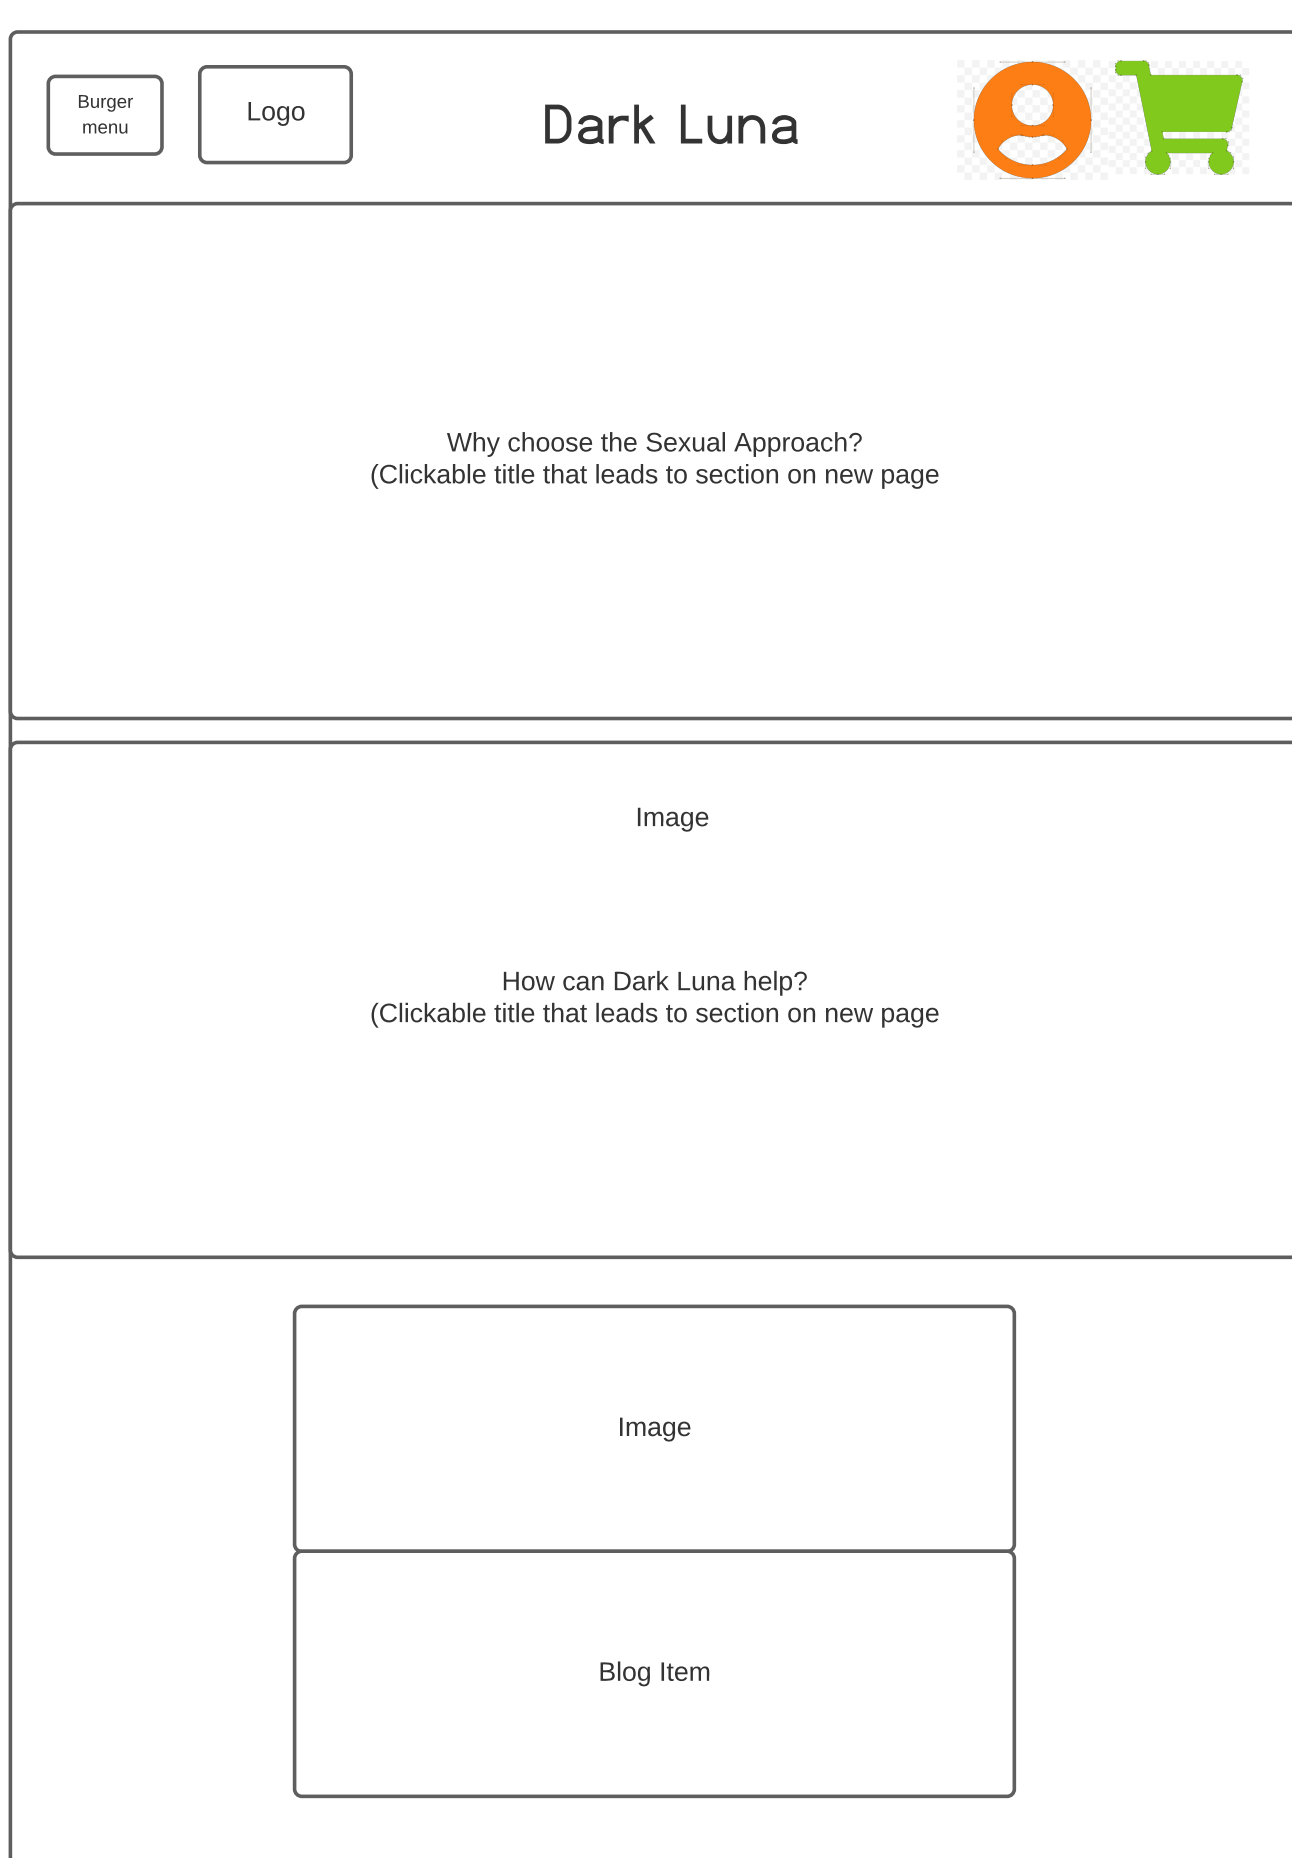 Burger
menu
Logo
Dark Luna
Why choose the Sexual Approach?
(Clickable title that leads to section on new page
Image
How can Dark Luna help?
(Clickable title that leads to section on new page
Image
Blog Item